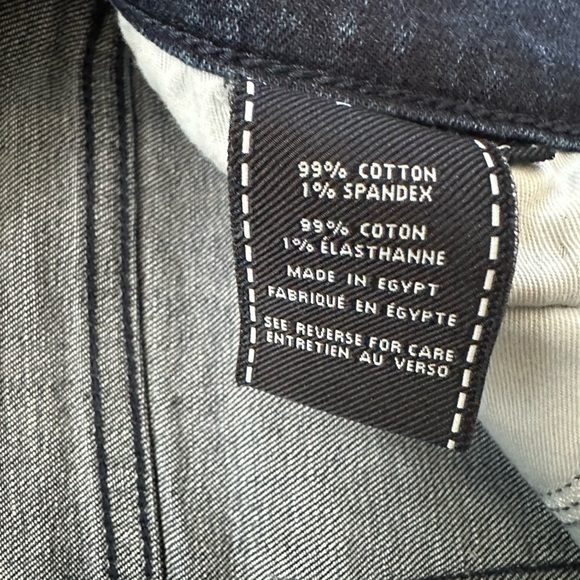 99% COTTON
1% SPANDEX
99% COTON
1% ÉLASTHANNE
MADE IN EGYPT
FABRIQUÉ EN ÉGYPTE
SEE REVERSE FOR CARE
ENTRETIEN AU VERSO